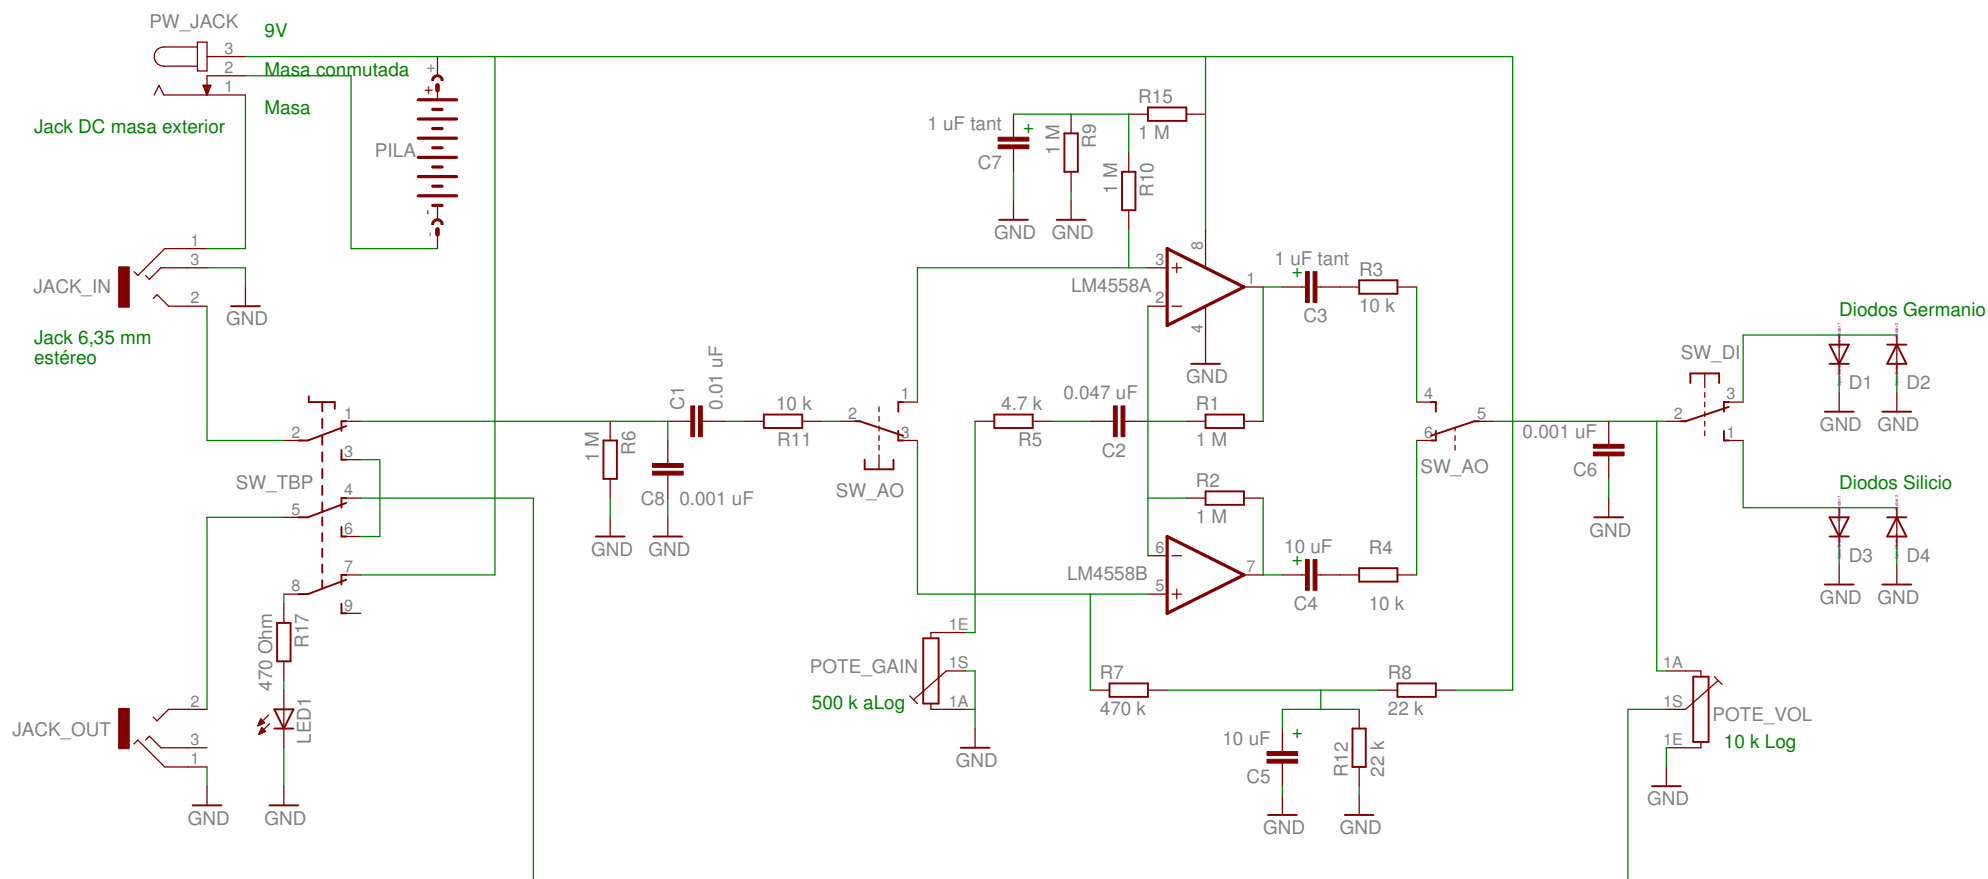 PW_JACK
9V
3
2
Masa conmutada
1
Masa
Jack DC masa exterior
+
+
PILA
-
-
1
3
JACK_IN
2
GND
Jack 6,35 mm
estéreo
R15
1 M
1 uF tant
+
C7
1 M
R9
1 M
R10
GND
GND
8
3
+
LM4558A
2
−
1
4
GND
1 uF tant
+
C3
R3
10 k
Diodos Germanio
SW_DI
D1
D2
3
2
1
GND
GND
SW_TBP
2
1
3
4
5
6
7
8
9
1 M
R6
C1
0.01 uF
C8
0.001 uF
GND
GND
10 k
R11
2
1
3
SW_AO
4.7 k
R5
0.047 uF
C2
R1
1 M
R2
1 M
4
5
6
SW_AO
0.001 uF
C6
GND
Diodos Silicio
D3
D4
GND
GND
6
−
LM4558B
5
+
7
10 uF
+
C4
R4
10 k
470 Ohm
R17
LED1
GND
2
JACK_OUT
3
1
GND
1E
POTE_GAIN
1S
500 k aLog
1A
GND
R7
470 k
R8
22 k
10 uF
+
C5
R12
22 k
GND
GND
1A
1S
POTE_VOL
1E
10 k Log
GND